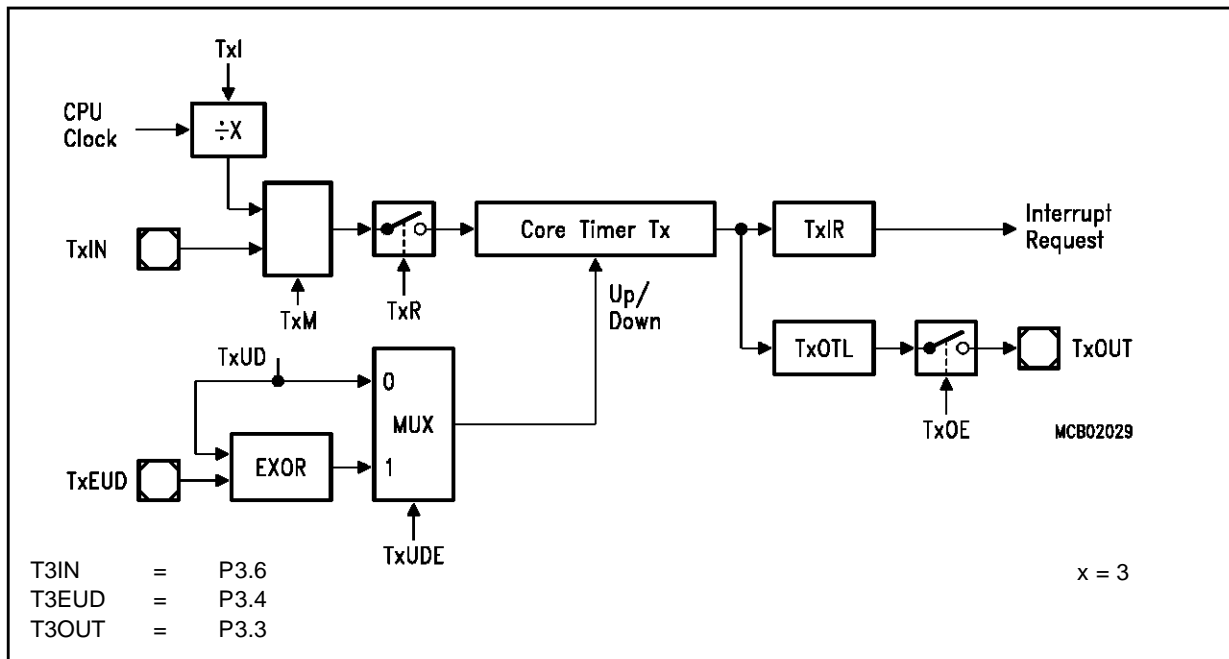 TxI
CPU
Clock
÷X
TxIN
TxM
TxR
Core Timer Tx
TxIR
Interrupt
Request
Up/
Down
TxUD
0
MUX
1
TxOTL
TxOUT
TxOE
MCB02029
TxEUD
EXOR
TxUDE
T3IN = P3.6
T3EUD = P3.4
T3OUT = P3.3
x = 3